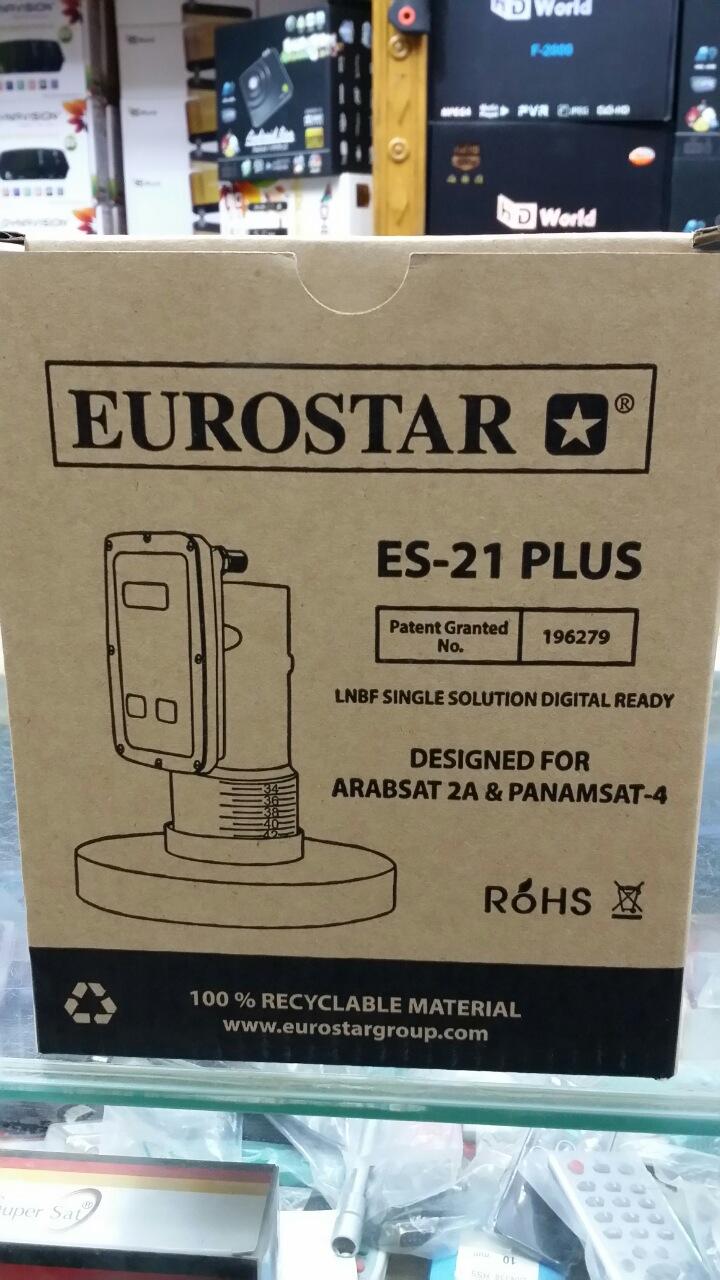 HD World
F-2000
PVR
HD World
EUROSTAR ®
ES-21 PLUS
Patent Granted
No.
196279
LNBF SINGLE SOLUTION DIGITAL READY
DESIGNED FOR
ARABSAT 2A & PANAMSAT-4
34
36
38
40
42
RoHS
100 % RECYCLABLE MATERIAL
www.eurostargroup.com
Super Sat®
10